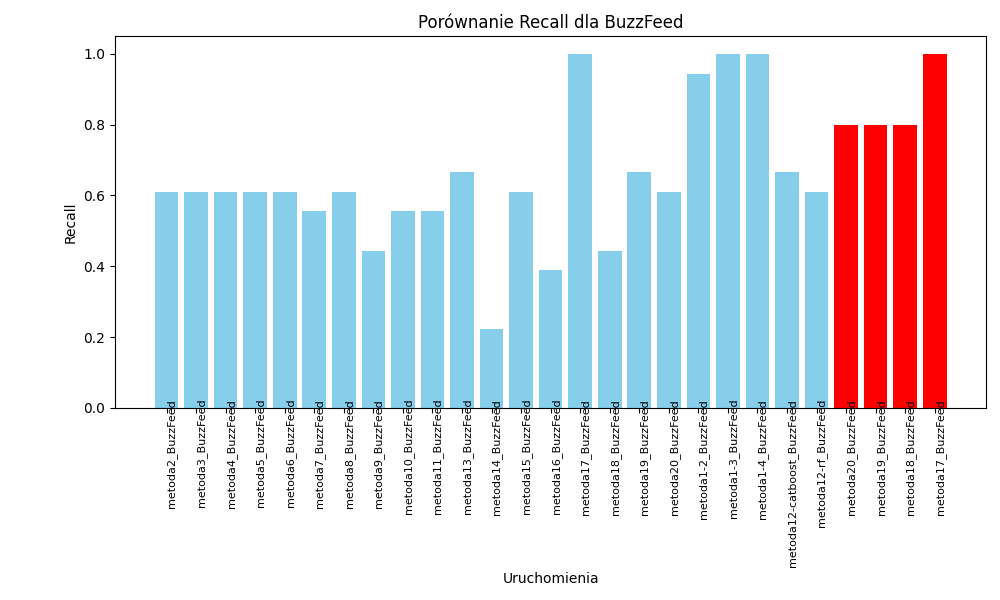 Porównanie Recall dla BuzzFeed
Recall
1.0
0.8
0.6
0.4
0.2
0.0
metoda2_BuzzFeed
metoda3_BuzzFeed
metoda4_BuzzFeed
metoda5_BuzzFeed
metoda6_BuzzFeed
metoda7_BuzzFeed
metoda8_BuzzFeed
metoda9_BuzzFeed
metoda10_BuzzFeed
metoda11_BuzzFeed
metoda13_BuzzFeed
metoda14_BuzzFeed
metoda15_BuzzFeed
metoda16_BuzzFeed
metoda17_BuzzFeed
metoda18_BuzzFeed
metoda19_BuzzFeed
metoda20_BuzzFeed
metoda1-2_BuzzFeed
metoda1-3_BuzzFeed
metoda1-4_BuzzFeed
metoda12-catboost_BuzzFeed
metoda12-rf_BuzzFeed
metoda20_BuzzFeed
metoda19_BuzzFeed
metoda18_BuzzFeed
metoda17_BuzzFeed
Uruchomienia